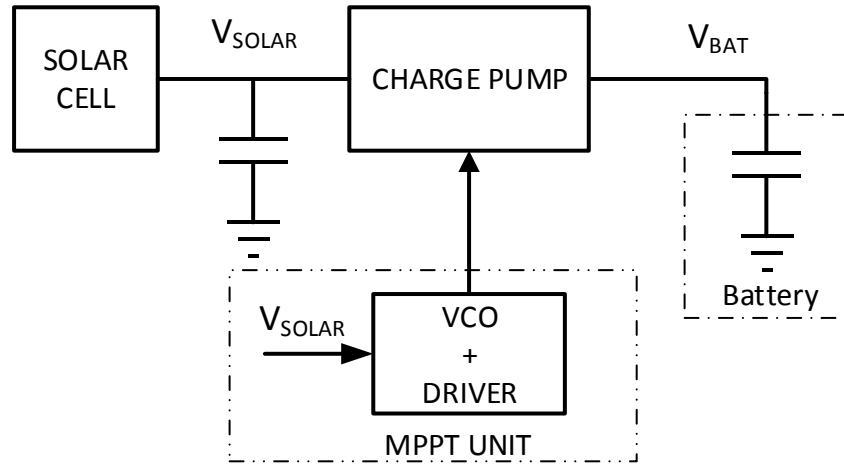 SOLAR
CELL
V_SOLAR
CHARGE PUMP
V_BAT
Battery
V_SOLAR
VCO
+
DRIVER
MPPT UNIT